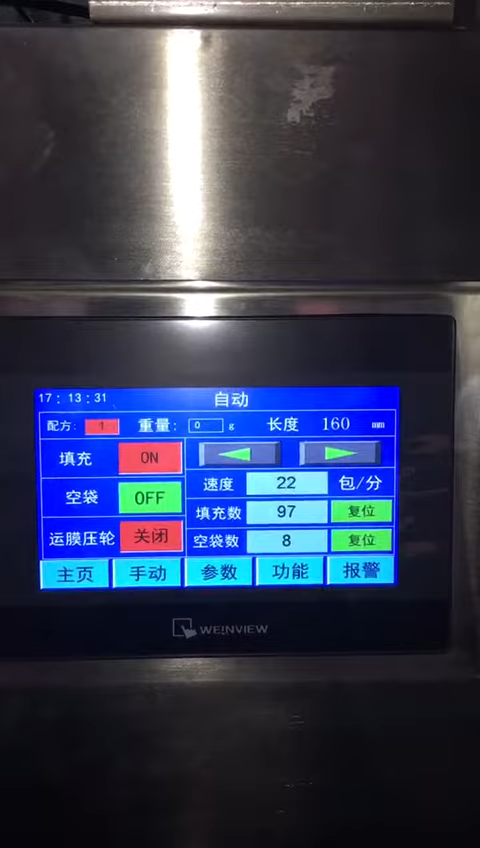 17: 13: 31 自动
配方: 1 重量: 0 g 长度 160 mm
填充 ON
空袋 OFF 速度 22 包/分
填充数 97 复位
运膜压轮 关闭 空袋数 8 复位
主页 手动 参数 功能 报警
WEINVIEW